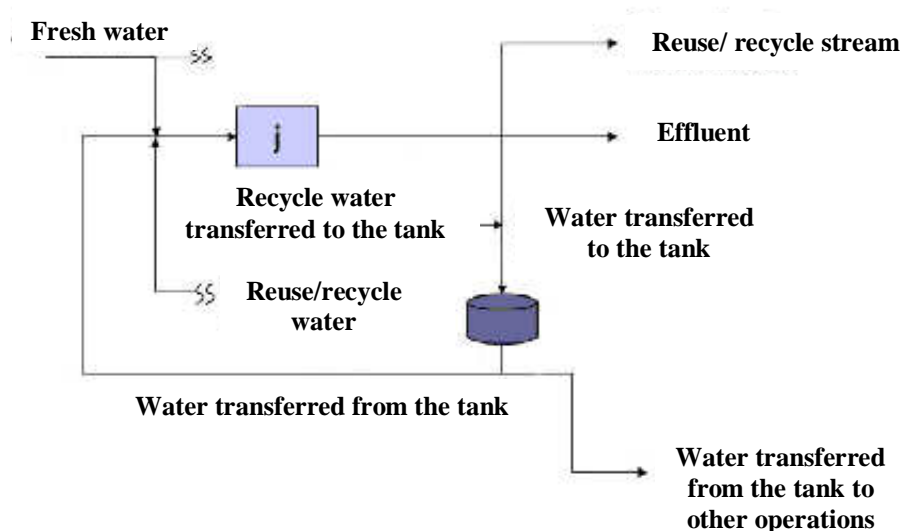 Fresh water
Reuse/ recycle stream
j
Effluent
Recycle water
transferred to the tank
Water transferred
to the tank
Reuse/recycle
water
Water transferred from the tank
Water transferred
from the tank to
other operations